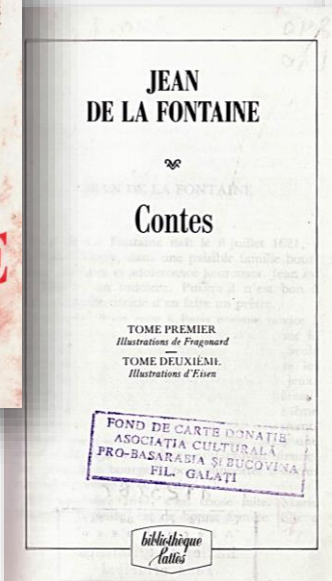 JEAN
DE LA FONTAINE
Contes
TOME PREMIER
Illustrations de Fragonard
TOME DEUXIÈME
Illustrations d'Eisen
FOND DE CARTE DONAȚIE
ASOCIAȚIA CULTURALĂ
PRO-BASARABIA ȘI BUCOVINA
FIL. GALAȚI
bibliothèque
Lattès
E